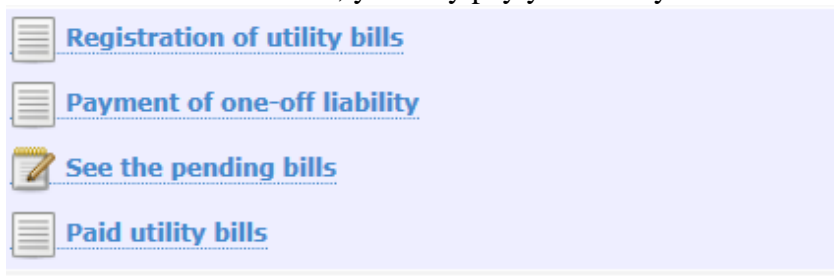 Registration of utility bills
Payment of one-off liability
See the pending bills
Paid utility bills